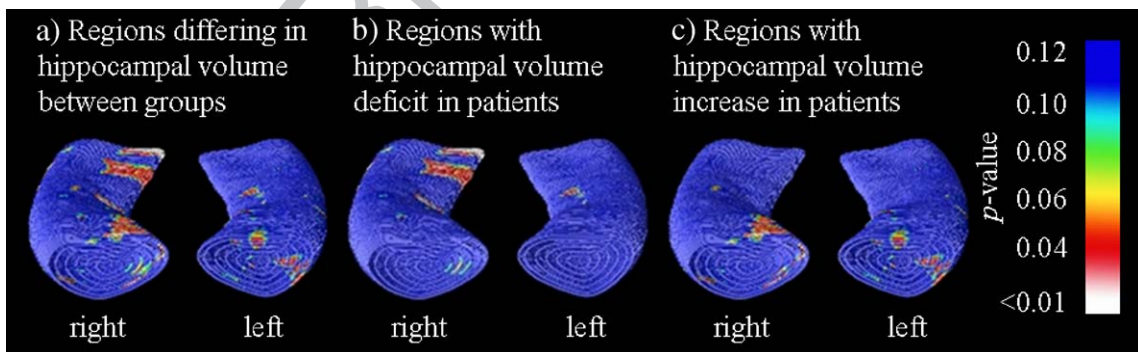 a) Regions differing in
hippocampal volume
between groups
b) Regions with
hippocampal volume
deficit in patients
c) Regions with
hippocampal volume
increase in patients
right
left
right
left
right
left
p-value
0.12
0.10
0.08
0.06
0.04
<0.01